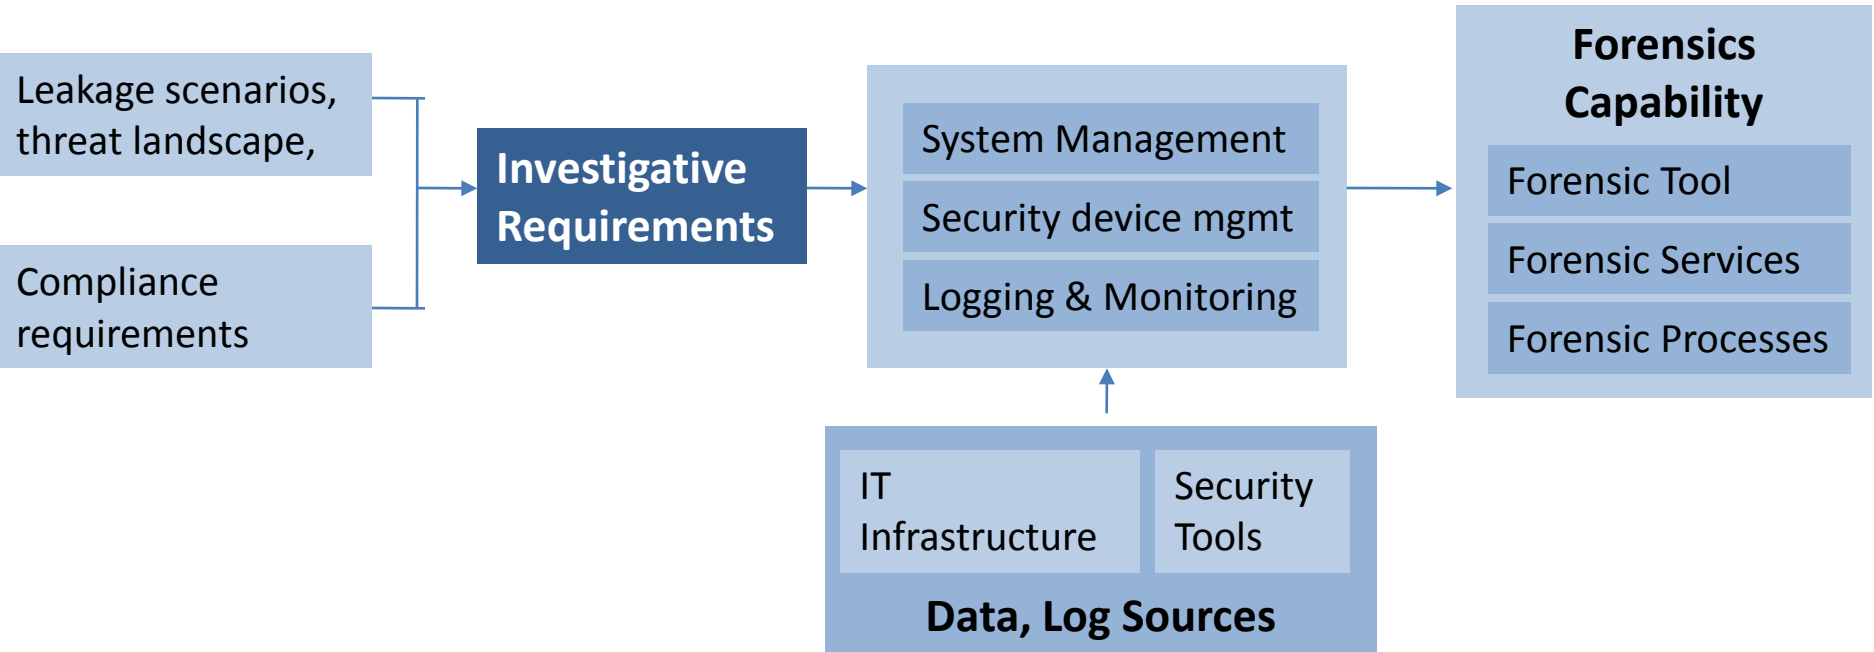 Leakage scenarios,
threat landscape,
Compliance
requirements
Investigative
Requirements
System Management
Security device mgmt
Logging & Monitoring
IT
Infrastructure
Security
Tools
Data, Log Sources
Forensics
Capability
Forensic Tool
Forensic Services
Forensic Processes